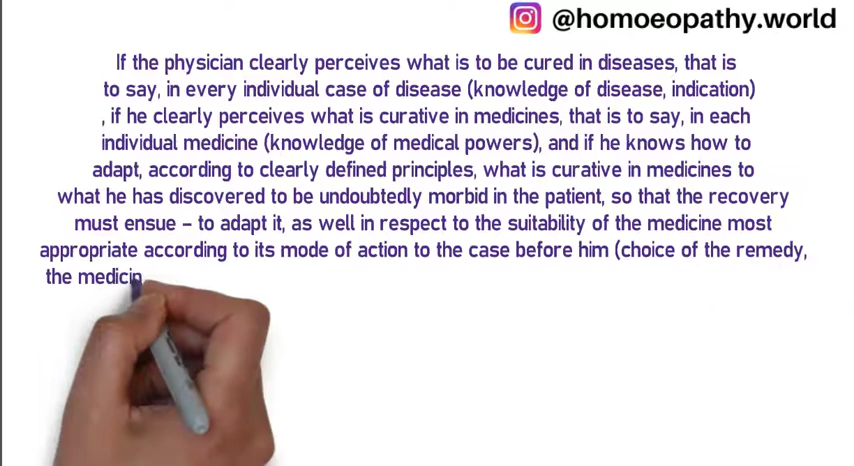 @homoeopathy.world
If the physician clearly perceives what is to be cured in diseases, that is
to say, in every individual case of disease (knowledge of disease, indication)
, if he clearly perceives what is curative in medicines, that is to say, in each
individual medicine (knowledge of medical powers), and if he knows how to
adapt, according to clearly defined principles, what is curative in medicines to
what he has discovered to be undoubtedly morbid in the patient, so that the recovery
must ensue – to adapt it, as well in respect to the suitability of the medicine most
appropriate according to its mode of action to the case before him (choice of the remedy,
the medicin